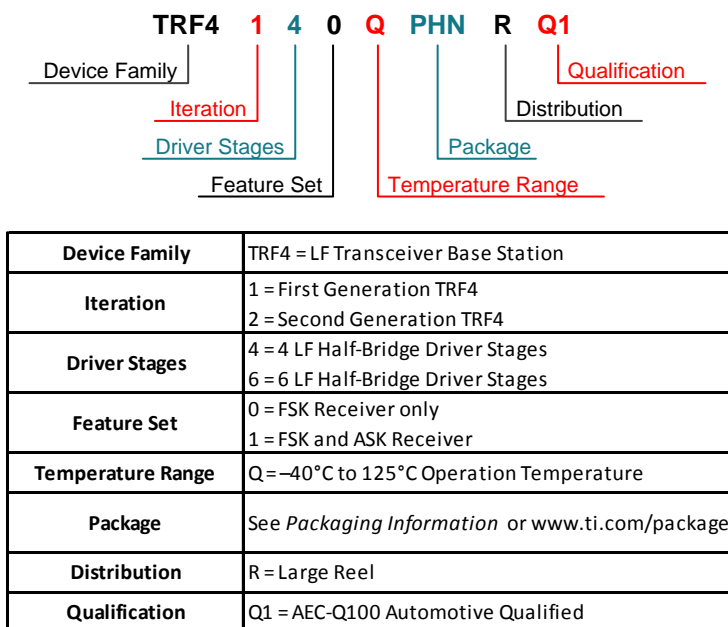 TRF4 1 4 0 Q PHN R Q1
Device Family
Qualification
Iteration
Distribution
Driver Stages
Package
Feature Set
Temperature Range
Device Family TRF4 = LF Transceiver Base Station
Iteration
1 = First Generation TRF4
2 = Second Generation TRF4
Driver Stages
4 = 4 LF Half-Bridge Driver Stages
6 = 6 LF Half-Bridge Driver Stages
Feature Set
0 = FSK Receiver only
1 = FSK and ASK Receiver
Temperature Range Q = –40°C to 125°C Operation Temperature
Package See Packaging Information or www.ti.com/package
Distribution R = Large Reel
Qualification Q1 = AEC-Q100 Automotive Qualified